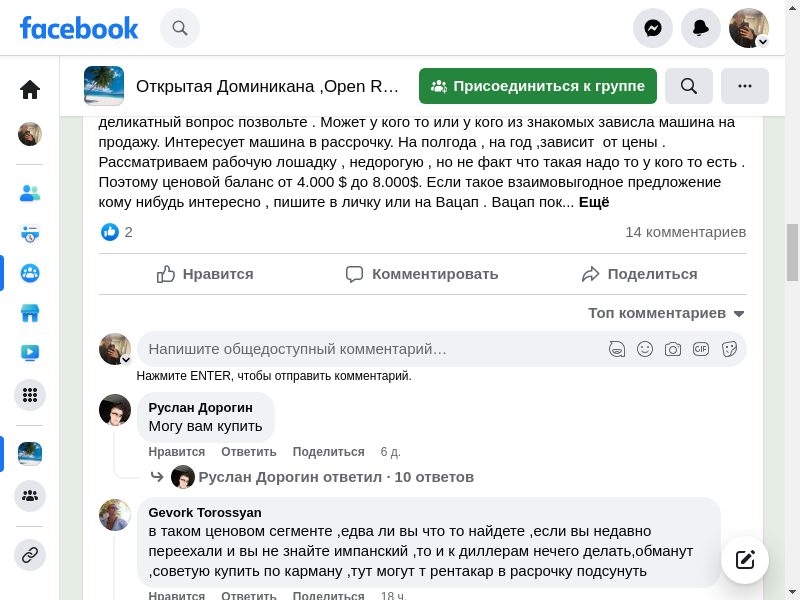 facebook
Открытая Доминикана ,Open R…
Присоединиться к группе
деликатный вопрос позвольте . Может у кого то или у кого из знакомых зависла машина на
продажу. Интересует машина в рассрочку. На полгода , на год ,зависит от цены .
Рассматриваем рабочую лошадку , недорогую , но не факт что такая надо то у кого то есть .
Поэтому ценовой баланс от 4.000 $ до 8.000$. Если такое взаимовыгодное предложение
кому нибудь интересно , пишите в личку или на Вацап . Вацап пок... Ещё
2
14 комментариев
Нравится
Комментировать
Поделиться
Топ комментариев
Напишите общедоступный комментарий…
GIF
Нажмите ENTER, чтобы отправить комментарий.
Руслан Дорогин
Могу вам купить
Нравится Ответить Поделиться 6 д.
Руслан Дорогин ответил · 10 ответов
Gevork Torossyan
в таком ценовом сегменте ,едва ли вы что то найдете ,если вы недавно
переехали и вы не знайте импанский ,то и к диллерам нечего делать,обманут
,советую купить по карману ,тут могут т рентакар в расрочку подсунуть
Нравится Ответить Поделиться 18 ч.